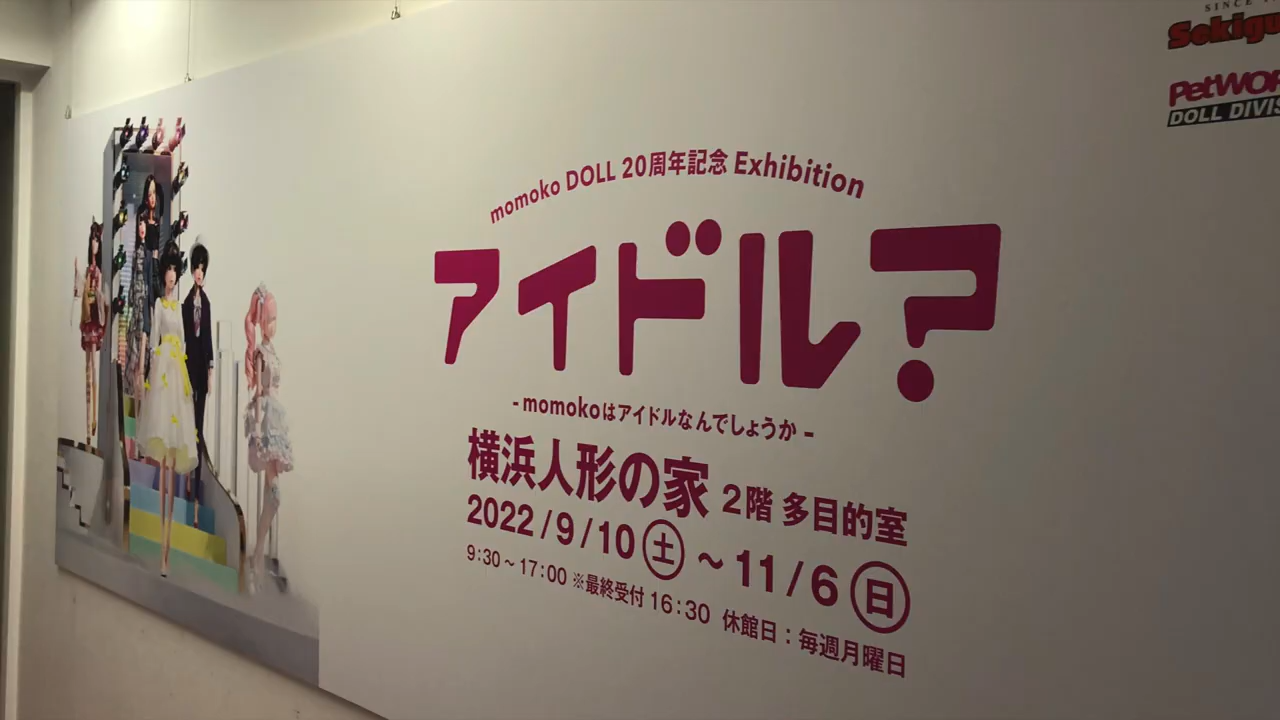 momoko DOLL 20周年記念 Exhibition
アイドル?
-momokoはアイドルなんでしょうか-
横浜人形の家 2階 多目的室
2022/9/10㊏~11/6㊐
9:30~17:00 ※最終受付 16:30 休館日:毎週月曜日
SINCE
DOLL